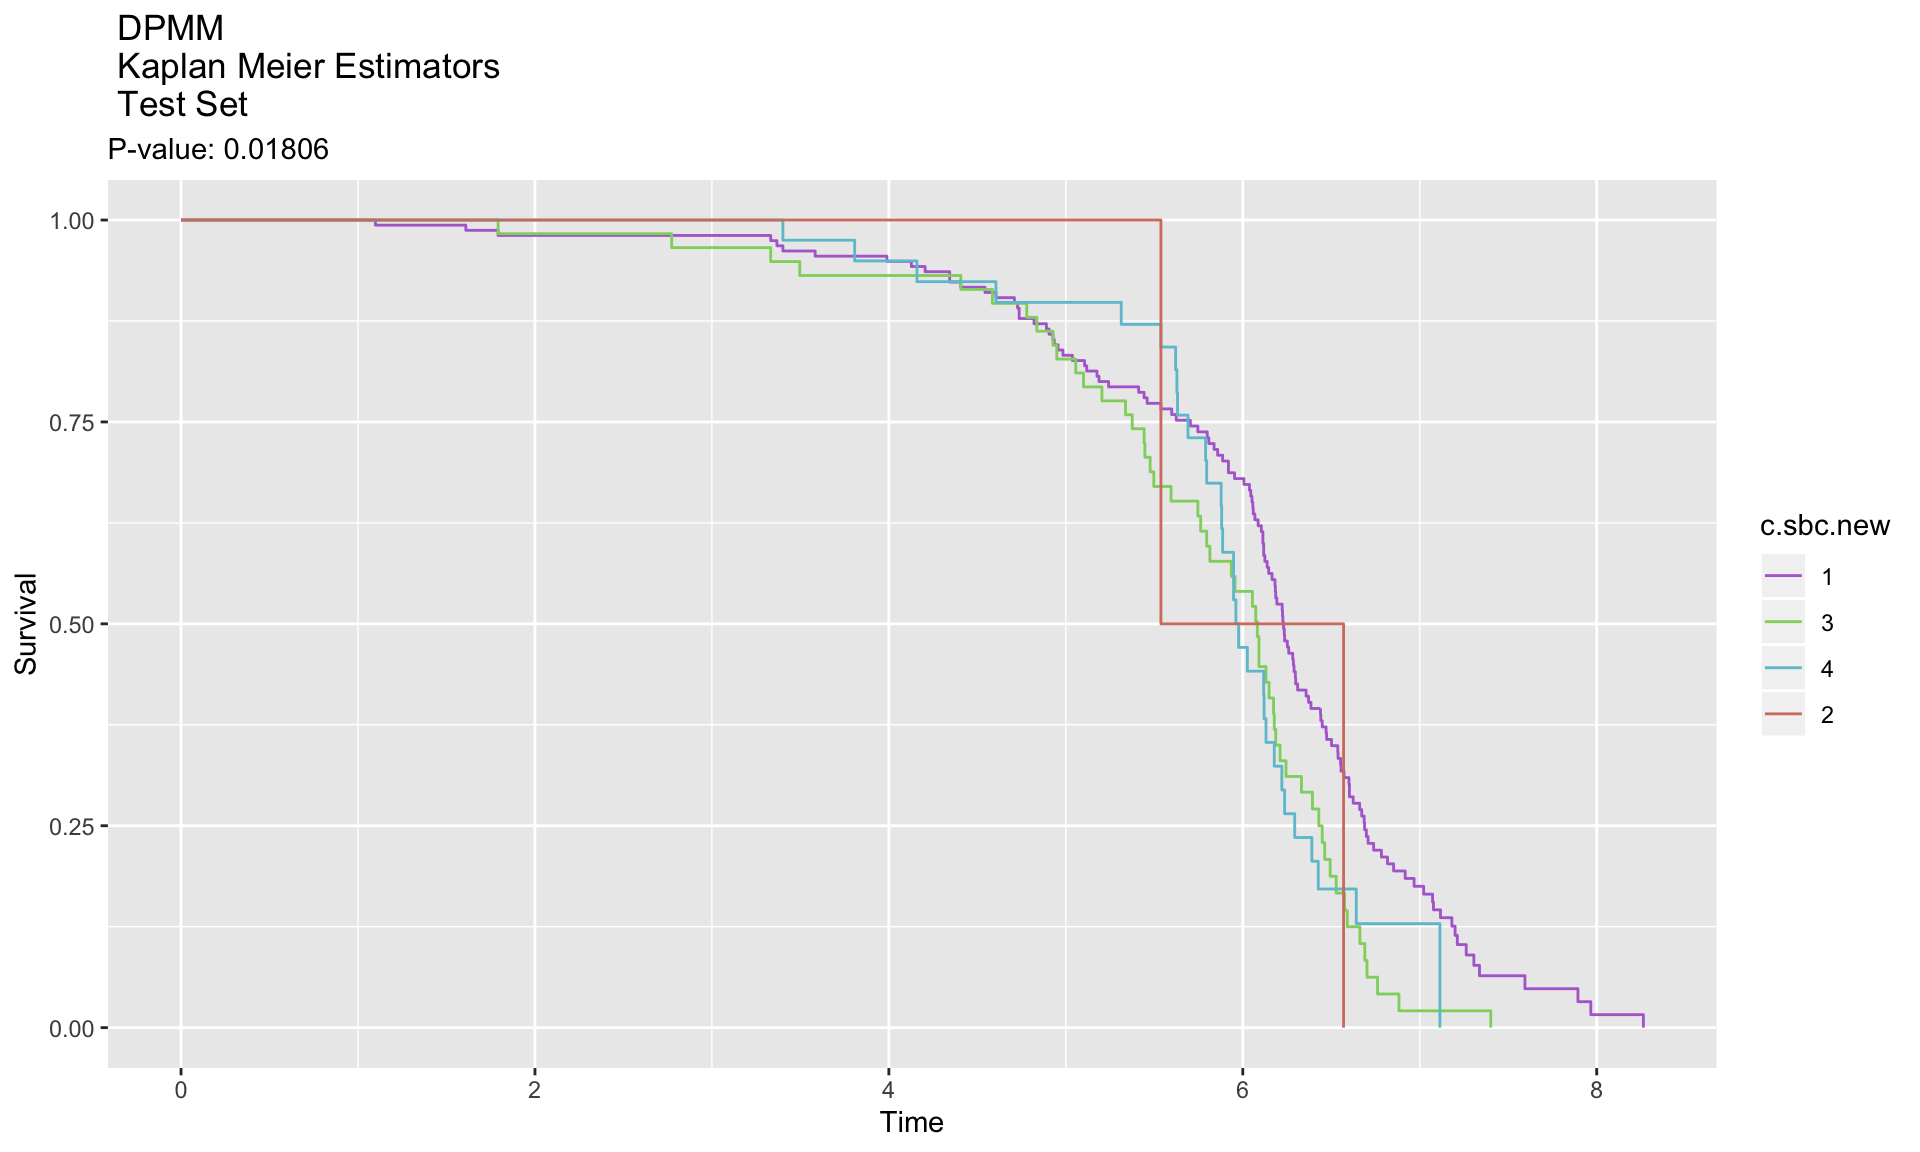 DPMM
Kaplan Meier Estimators
Test Set
P-value: 0.01806
1.00
0.75
0.50
0.25
0.00
Survival
0 2 4 6 8
Time
c.sbc.new
1
3
4
2